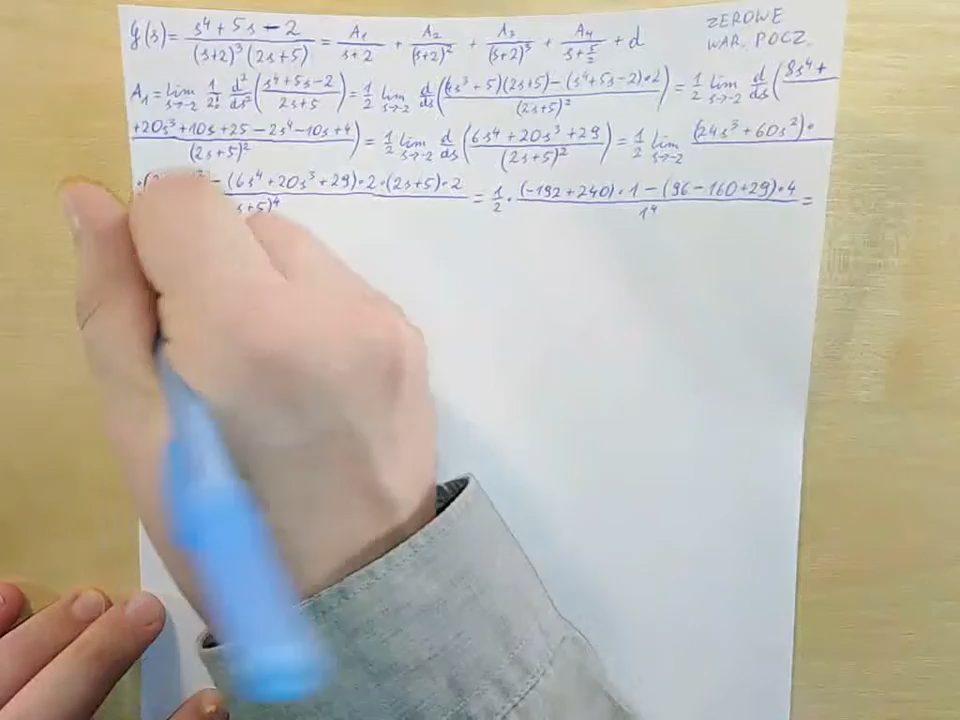 ZEROWE
WAR. POCZ.
y(s) = (s⁴+5s−2)/((s+2)³(2s+5)) = A₁/(s+2) + A₂/(s+2)² + A₃/(s+2)³ + A₄/(s+5/2) + d
A₁ = lim s→−2 1/2! d²/ds² ((s⁴+5s−2)/(2s+5)) = 1/2 lim s→−2 d/ds (((4s³+5)(2s+5)−(s⁴+5s−2)·2)/(2s+5)²) = 1/2 lim s→−2 d/ds (8s⁴+
+20s³+10s+25−2s⁴−10s+4)/(2s+5)²) = 1/2 lim s→−2 d/ds ((6s⁴+20s³+29)/(2s+5)²) = 1/2 lim s→−2 (24s³+60s²)·
−(6s⁴+20s³+29)·2·(2s+5)·2 / s+5)⁴ = 1/2 · ((−192+240)·1−(96−160+29)·4)/1⁴ =